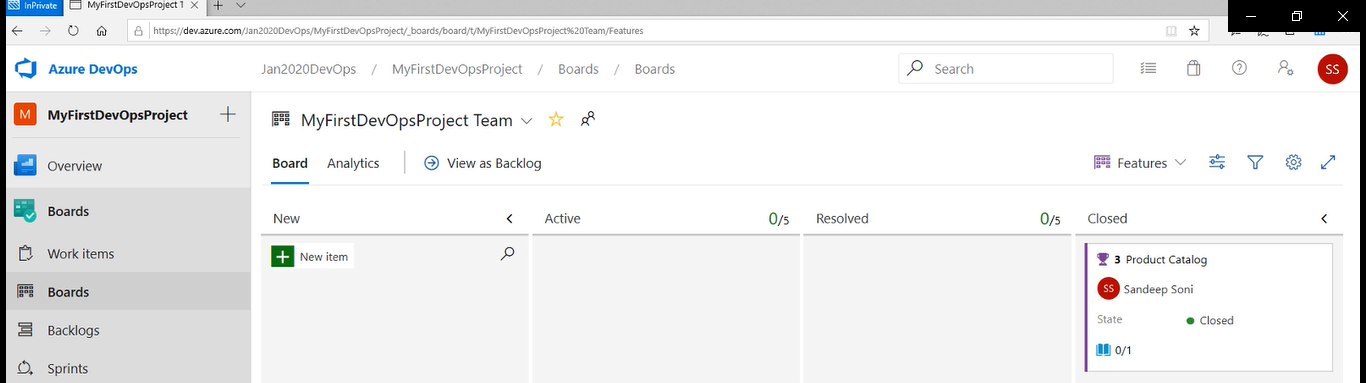 InPrivate
MyFirstDevOpsProject T
https://dev.azure.com/Jan2020DevOps/MyFirstDevOpsProject/_boards/board/t/MyFirstDevOpsProject%20Team/Features
Azure DevOps
Jan2020DevOps / MyFirstDevOpsProject / Boards / Boards
Search
SS
M MyFirstDevOpsProject
Overview
Boards
Work items
Boards
Backlogs
Sprints
MyFirstDevOpsProject Team
Board Analytics View as Backlog
Features
New
New item
Active 0/5
Resolved 0/5
Closed
3 Product Catalog
SS Sandeep Soni
State Closed
0/1